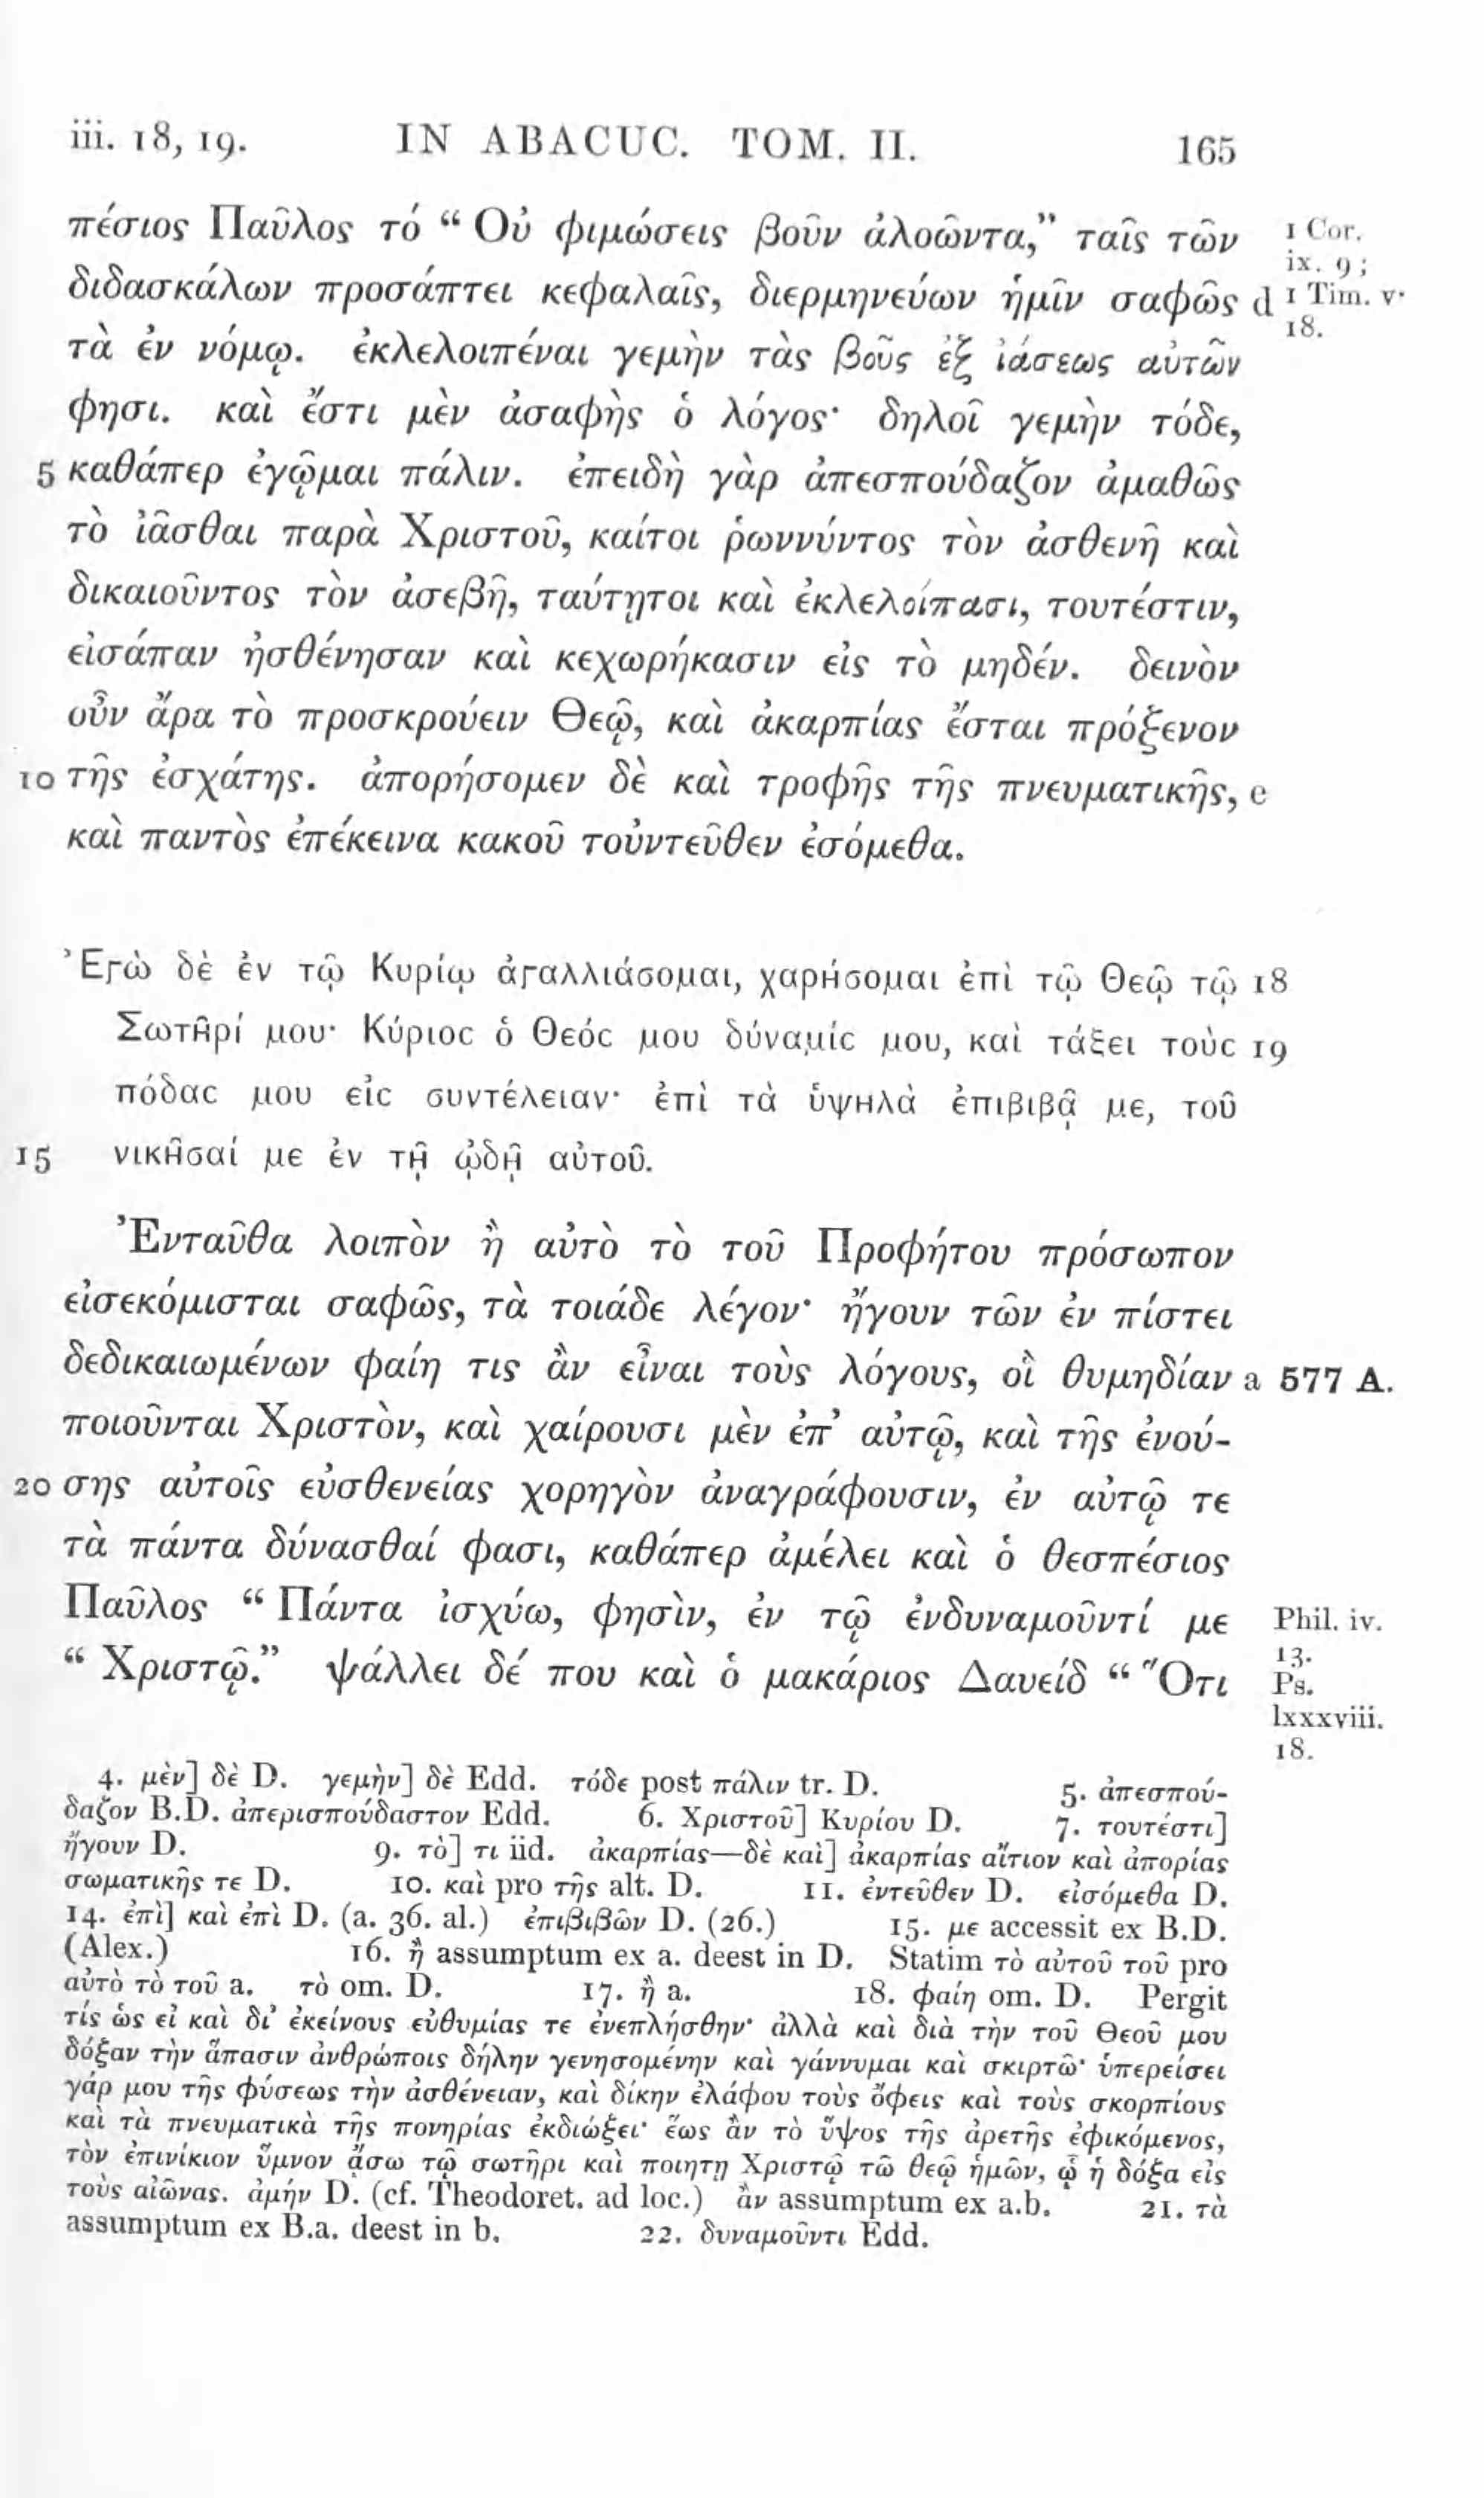 iii. 18, 19. IN ABACUC. TOM. II. 165
πέσιος Παῦλος τό “ Οὐ φιμώσεις βοῦν ἀλοῶντα,” ταῖς τῶν 1 Cor.
ix. 9;
διδασκάλων προσάπτει κεφαλαῖς, διερμηνεύων ἡμῖν σαφῶς d 1 Tim. v.
18.
τὰ ἐν νόμῳ. ἐκλελοιπέναι γεμὴν τὰς βοῦς ἐξ ἰάσεως αὐτῶν
φησι. καὶ ἔστι μὲν ἀσαφὴς ὁ λόγος· δηλοῖ γεμὴν τόδε,
5 καθάπερ ἐγᾦμαι πάλιν. ἐπειδὴ γὰρ ἀπεσπούδαζον ἀμαθῶς
τὸ ἰᾶσθαι παρὰ Χριστοῦ, καίτοι ῥωννύντος τὸν ἀσθενῆ καὶ
δικαιοῦντος τὸν ἀσεβῆ, ταύτῃτοι καὶ ἐκλελοίπασι, τουτέστιν,
εἰσάπαν ἠσθένησαν καὶ κεχωρήκασιν εἰς τὸ μηδέν. δεινὸν
οὖν ἄρα τὸ προσκρούειν Θεῷ, καὶ ἀκαρπίας ἔσται πρόξενον
10 τῆς ἐσχάτης. ἀπορήσομεν δὲ καὶ τροφῆς τῆς πνευματικῆς, e
καὶ παντὸς ἐπέκεινα κακοῦ τοὐντεῦθεν ἐσόμεθα.
Ἐγὼ δὲ ἐν τῷ Κυρίῳ ἀγαλλιάσομαι, χαρήσομαι ἐπὶ τῷ Θεῷ τῷ 18
Σωτῆρί μου· Κύριος ὁ Θεός μου δύναμίς μου, καὶ τάξει τοὺς 19
πόδας μου εἰς συντέλειαν· ἐπὶ τὰ ὑψηλὰ ἐπιβιβᾷ με, τοῦ
15 νικῆσαί με ἐν τῇ ᾠδῇ αὐτοῦ.
Ἐνταῦθα λοιπὸν ἢ αὐτὸ τὸ τοῦ Προφήτου πρόσωπον
εἰσεκόμισται σαφῶς, τὰ τοιάδε λέγον· ἤγουν τῶν ἐν πίστει
δεδικαιωμένων φαίη τις ἂν εἶναι τοὺς λόγους, οἳ θυμηδίαν a 577 A.
ποιοῦνται Χριστὸν, καὶ χαίρουσι μὲν ἐπ’ αὐτῷ, καὶ τῆς ἐνού-
20 σης αὐτοῖς εὐσθενείας χορηγὸν ἀναγράφουσιν, ἐν αὐτῷ τε
τὰ πάντα δύνασθαί φασι, καθάπερ ἀμέλει καὶ ὁ θεσπέσιος
Παῦλος “ Πάντα ἰσχύω, φησὶν, ἐν τῷ ἐνδυναμοῦντί με Phil. iv.
13.
“ Χριστῷ.” ψάλλει δέ που καὶ ὁ μακάριος Δαυείδ “ Ὅτι Ps.
lxxxviii.
18.
4. μὲν] δὲ D. γεμὴν] δὲ Edd. τόδε post πάλιν tr. D. 5. ἀπεσπού-
δαζον B.D. ἀπερισπούδαστον Edd. 6. Χριστοῦ] Κυρίου D. 7. τουτέστι]
ἤγουν D. 9. τὸ] τι iid. ἀκαρπίας—δὲ καὶ] ἀκαρπίας αἴτιον καὶ ἀπορίας
σωματικῆς τε D. 10. καὶ pro τῆς alt. D. 11. ἐντεῦθεν D. εἰσόμεθα D.
14. ἐπὶ] καὶ ἐπὶ D. (a. 36. al.) ἐπιβιβῶν D. (26.) 15. με accessit ex B.D.
(Alex.) 16. ἢ assumptum ex a. deest in D. Statim τὸ αὐτοῦ τοῦ pro
αὐτὸ τὸ τοῦ a. τὸ om. D. 17. ἢ a. 18. φαίη om. D. Pergit
τίς ὡς εἰ καὶ δι’ ἐκείνους εὐθυμίας τε ἐνεπλήσθην· ἀλλὰ καὶ διὰ τὴν τοῦ Θεοῦ μου
δόξαν τὴν ἅπασιν ἀνθρώποις δήλην γενησομένην καὶ γάννυμαι καὶ σκιρτῶ· ὑπερείσει
γάρ μου τῆς φύσεως τὴν ἀσθένειαν, καὶ δίκην ἐλάφου τοὺς ὄφεις καὶ τοὺς σκορπίους
καὶ τὰ πνευματικὰ τῆς πονηρίας ἐκδιώξει· ἕως ἂν τὸ ὕψος τῆς ἀρετῆς ἐφικόμενος,
τὸν ἐπινίκιον ὕμνον ᾄσω τῷ σωτῆρι καὶ ποιητῇ Χριστῷ τῶ θεῷ ἡμῶν, ᾧ ἡ δόξα εἰς
τοὺς αἰῶνας. ἀμήν D. (cf. Theodoret. ad loc.) ἂν assumptum ex a.b. 21. τὰ
assumptum ex B.a. deest in b. 22. δυναμοῦντι Edd.